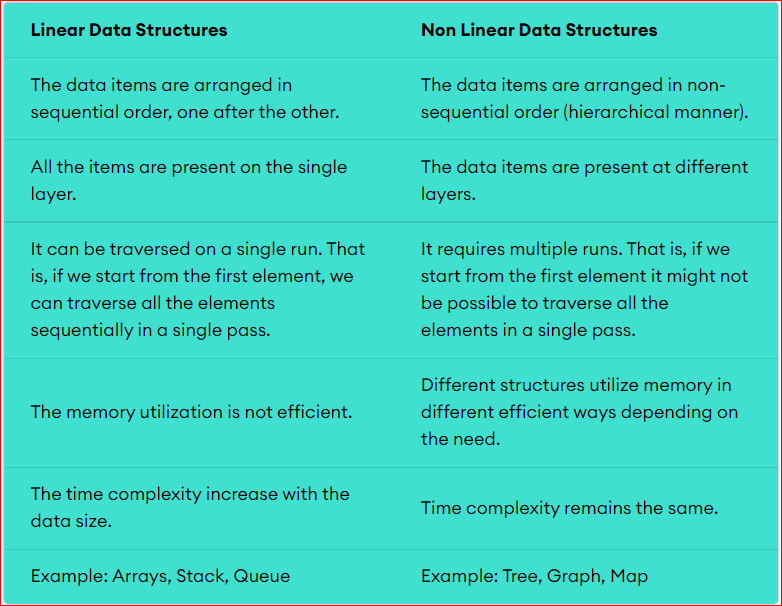 Linear Data Structures
Non Linear Data Structures
The data items are arranged in
sequential order, one after the other.
The data items are arranged in non-
sequential order (hierarchical manner).
All the items are present on the single
layer.
The data items are present at different
layers.
It can be traversed on a single run. That
is, if we start from the first element, we
can traverse all the elements
sequentially in a single pass.
It requires multiple runs. That is, if we
start from the first element it might not
be possible to traverse all the
elements in a single pass.
The memory utilization is not efficient.
Different structures utilize memory in
different efficient ways depending on
the need.
The time complexity increase with the
data size.
Time complexity remains the same.
Example: Arrays, Stack, Queue
Example: Tree, Graph, Map